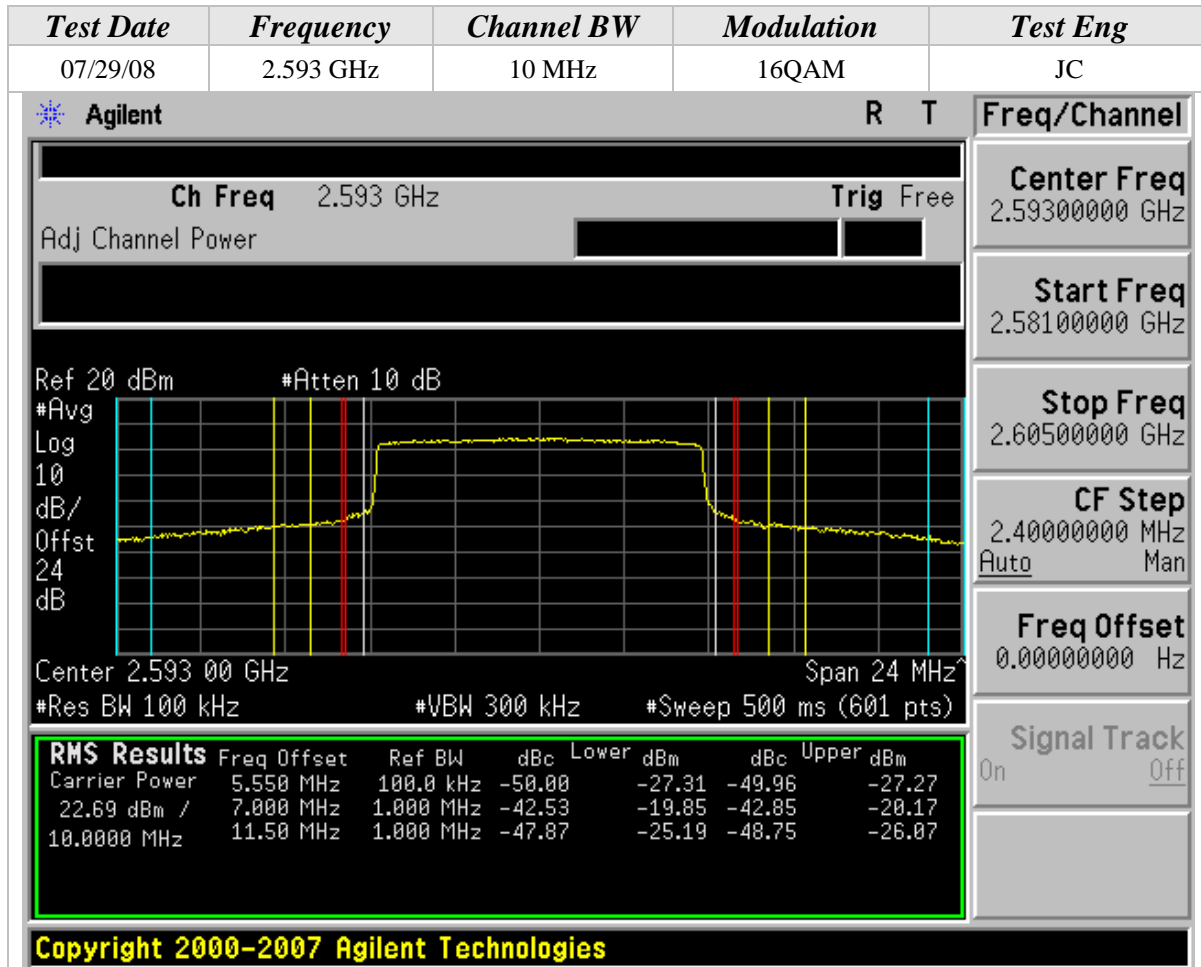 Test Date Frequency Channel BW Modulation Test Eng
07/29/08 2.593 GHz 10 MHz 16QAM JC
Agilent R T Freq/Channel
Ch Freq 2.593 GHz Trig Free
Adj Channel Power
Center Freq
2.59300000 GHz
Start Freq
2.58100000 GHz
Stop Freq
2.60500000 GHz
CF Step
2.40000000 MHz
Auto Man
Freq Offset
0.00000000 Hz
Signal Track
On Off
Ref 20 dBm #Atten 10 dB
#Avg
Log
10
dB/
Offst
24
dB
Center 2.593 00 GHz Span 24 MHz^
#Res BW 100 kHz #VBW 300 kHz #Sweep 500 ms (601 pts)
RMS Results Freq Offset Ref BW dBc Lower dBm dBc Upper dBm
Carrier Power 5.550 MHz 100.0 kHz -50.00 -27.31 -49.96 -27.27
22.69 dBm / 7.000 MHz 1.000 MHz -42.53 -19.85 -42.85 -20.17
10.0000 MHz 11.50 MHz 1.000 MHz -47.87 -25.19 -48.75 -26.07
Copyright 2000-2007 Agilent Technologies